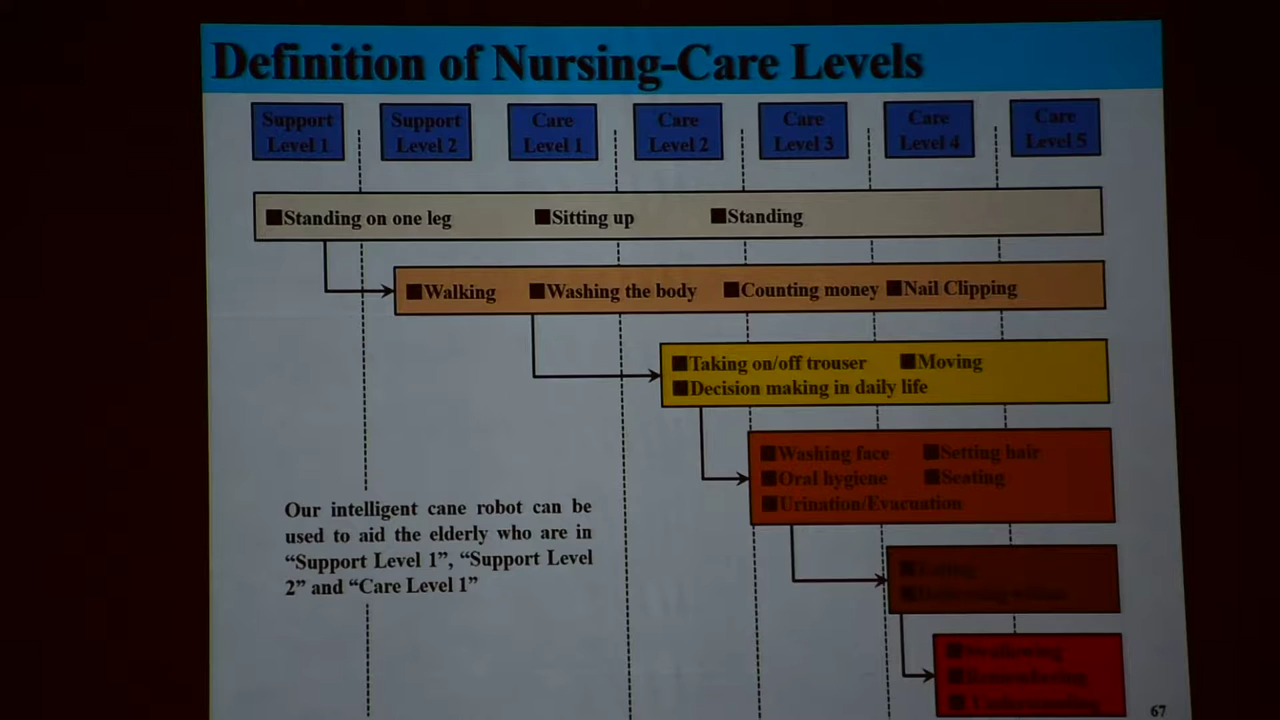 Definition of Nursing-Care Levels
Support Level 1
Support Level 2
Care Level 1
Care Level 2
Care Level 3
Care Level 4
Care Level 5
■Standing on one leg ■Sitting up ■Standing
■Walking ■Washing the body ■Counting money ■Nail Clipping
■Taking on/off trouser ■Moving
■Decision making in daily life
■Washing face ■Setting hair
■Oral hygiene ■Seating
■Urination/Evacuation
Our intelligent cane robot can be
used to aid the elderly who are in
“Support Level 1”, “Support Level
2” and “Care Level 1”
■Eating
■Swallowing
■Remembering
■Understanding
67